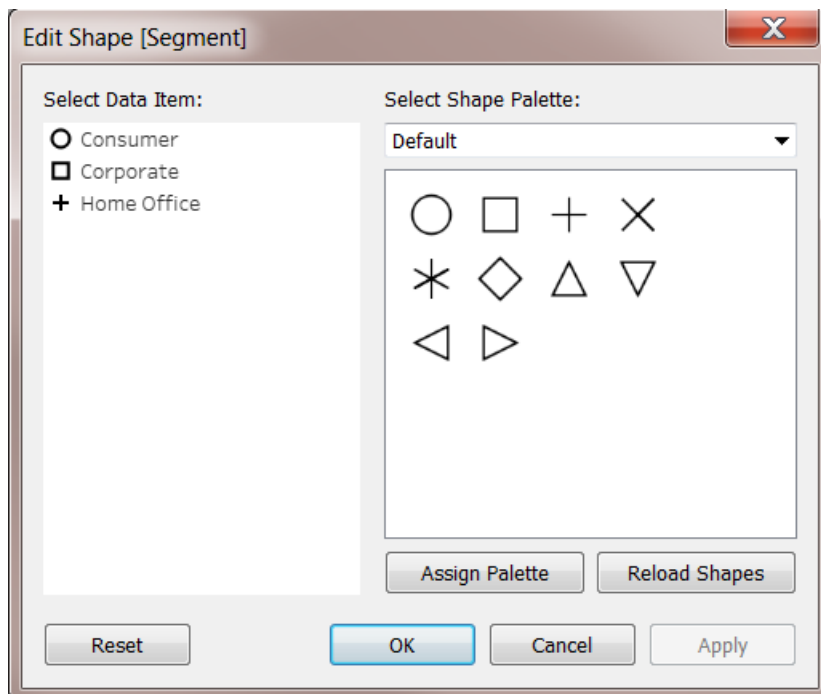 Edit Shape [Segment]
Select Data Item:
Consumer
Corporate
Home Office
Select Shape Palette:
Default
Assign Palette
Reload Shapes
Reset
OK
Cancel
Apply